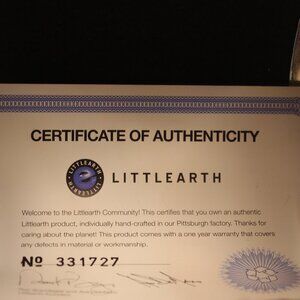 CERTIFICATE OF AUTHENTICITY
LITTLEARTH
LITTLEARTH
Welcome to the Littlearth Community! This certifies that you own an authentic
Littlearth product, individually hand-crafted in our Pittsburgh factory. Thanks for
caring about the planet! This product comes with a one year warranty that covers
any defects in material or workmanship.
Nº 331727